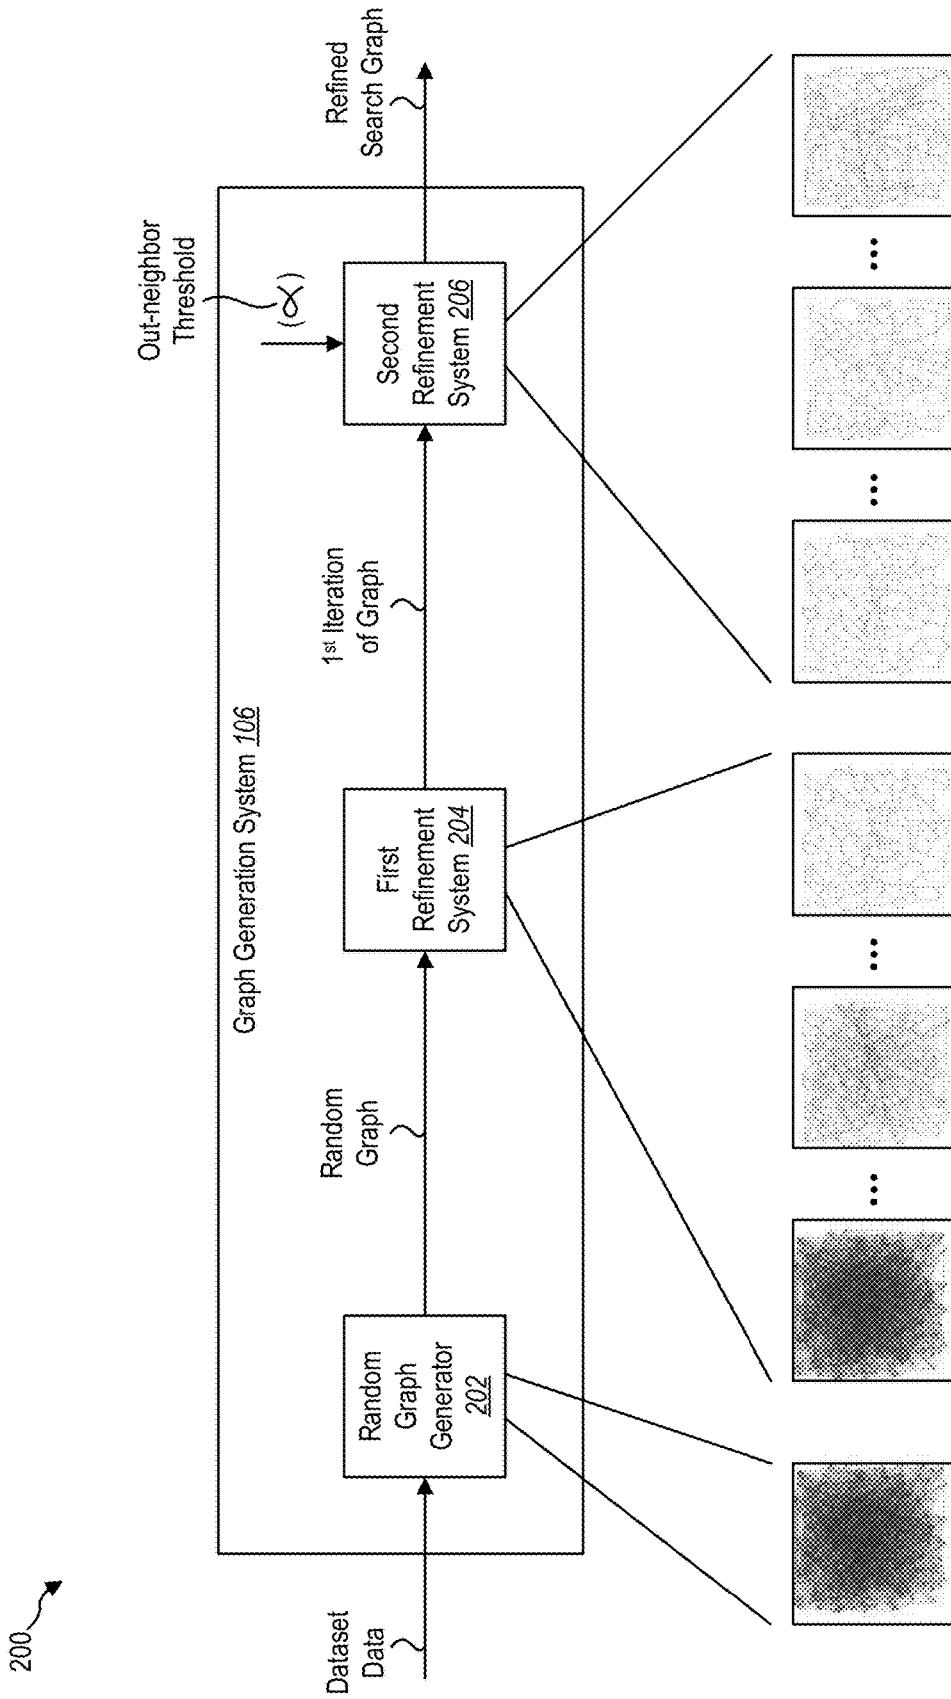 200
Dataset
Data
Graph Generation System 106
Random
Graph
Generator
202
Random
Graph
First
Refinement
System 204
1st Iteration
of Graph
Out-neighbor
Threshold
(α)
Second
Refinement
System 206
Refined
Search Graph
...
...
...
...